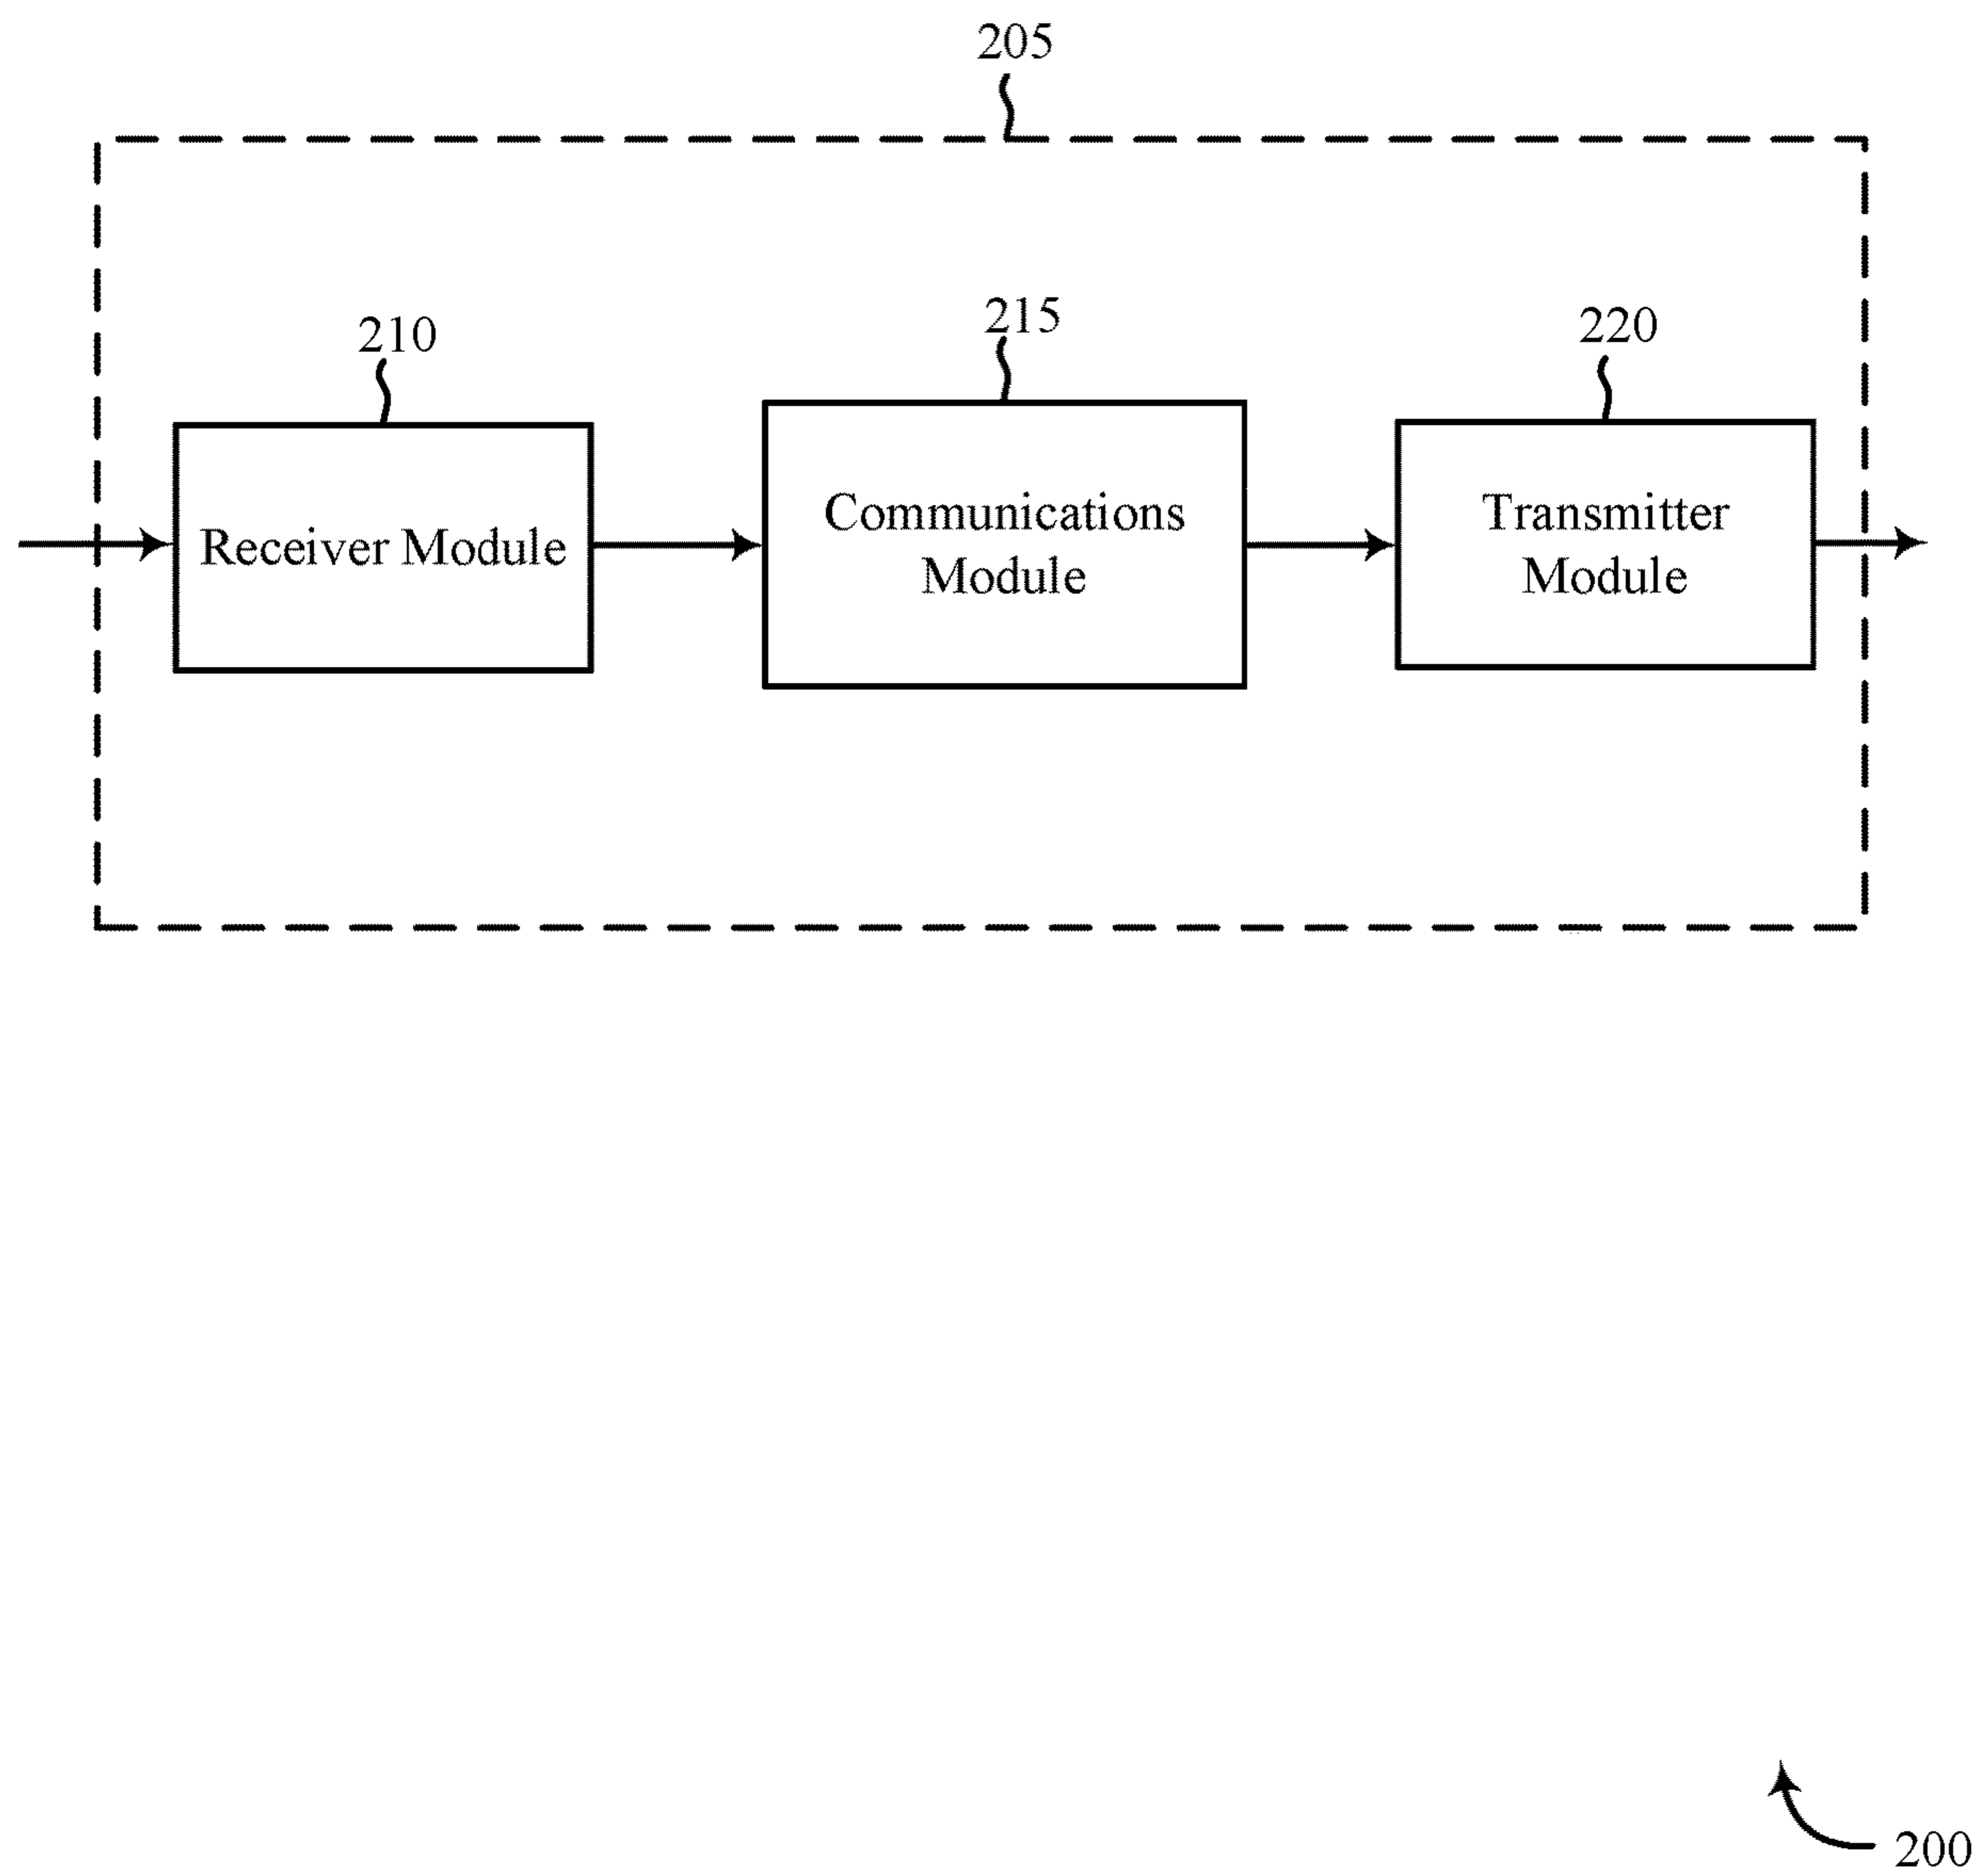 205
210
215
220
Receiver Module
Communications
Module
Transmitter
Module
200